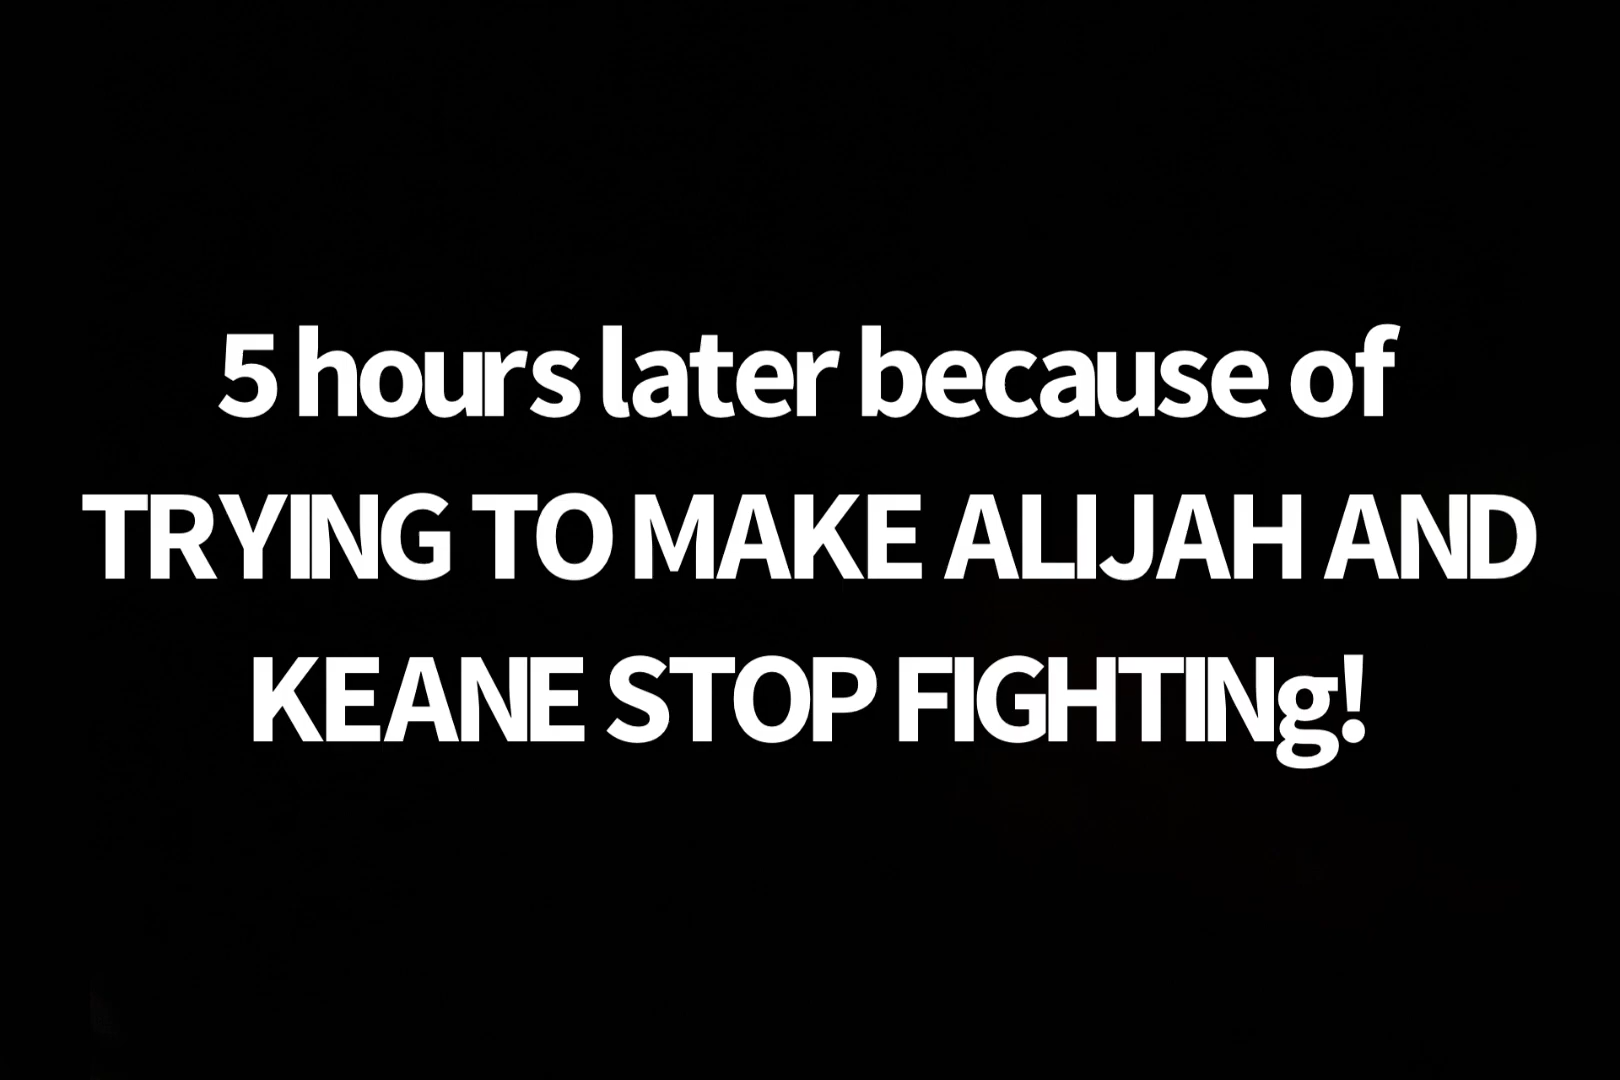 5 hours later because of
TRYING TO MAKE ALIJAH AND
KEANE STOP FIGHTINg!